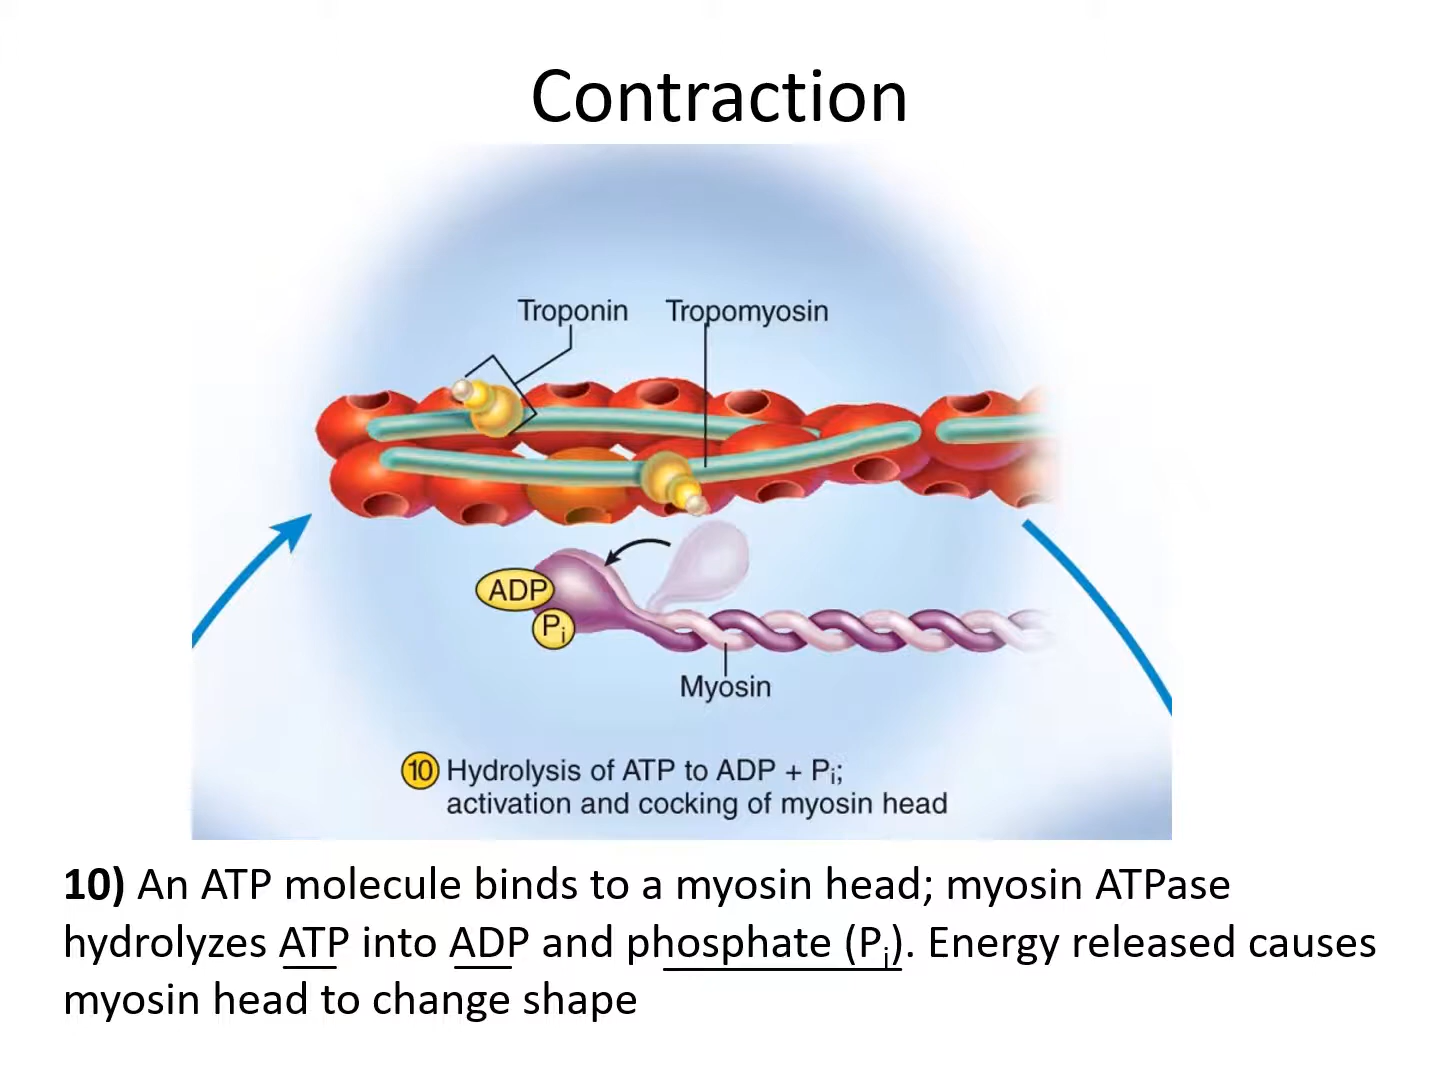 Contraction
Troponin Tropomyosin
ADP
Pi
Myosin
10 Hydrolysis of ATP to ADP + Pi;
activation and cocking of myosin head
10) An ATP molecule binds to a myosin head; myosin ATPase
hydrolyzes ATP into ADP and phosphate (Pi). Energy released causes
myosin head to change shape